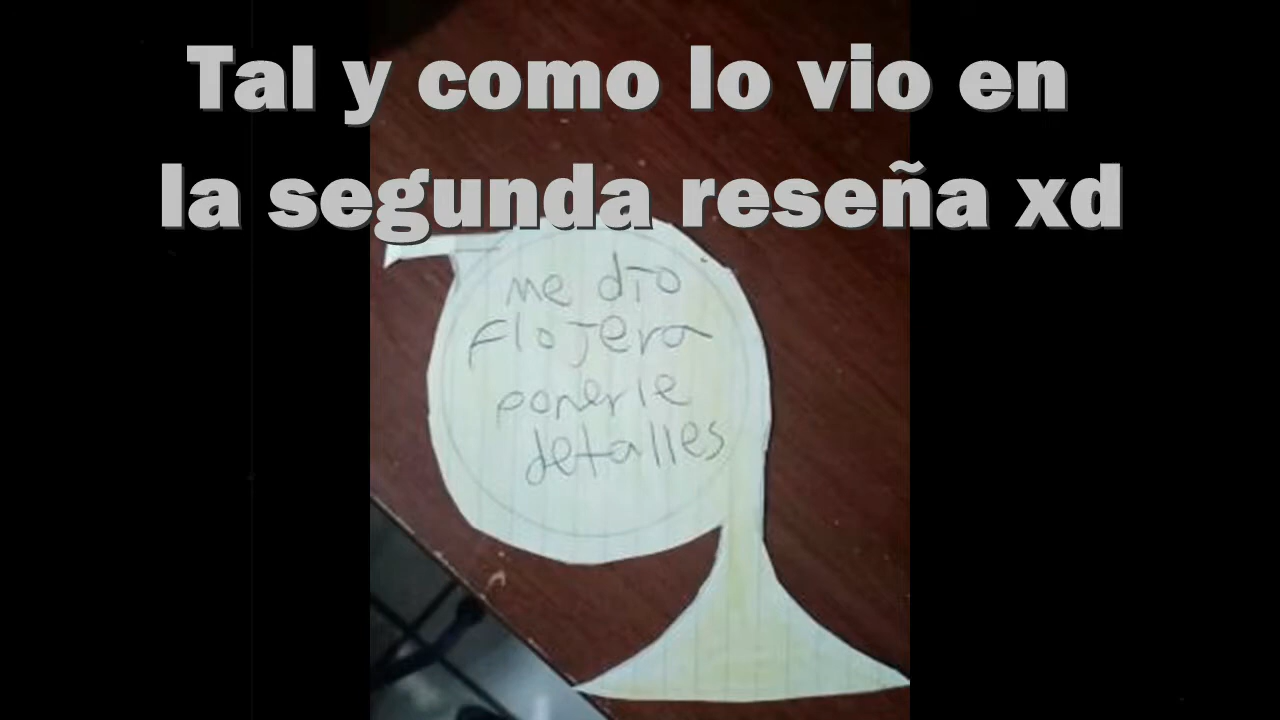 Tal y como lo vio en
la segunda reseña xd
me dio
flojera
ponerle
detalles